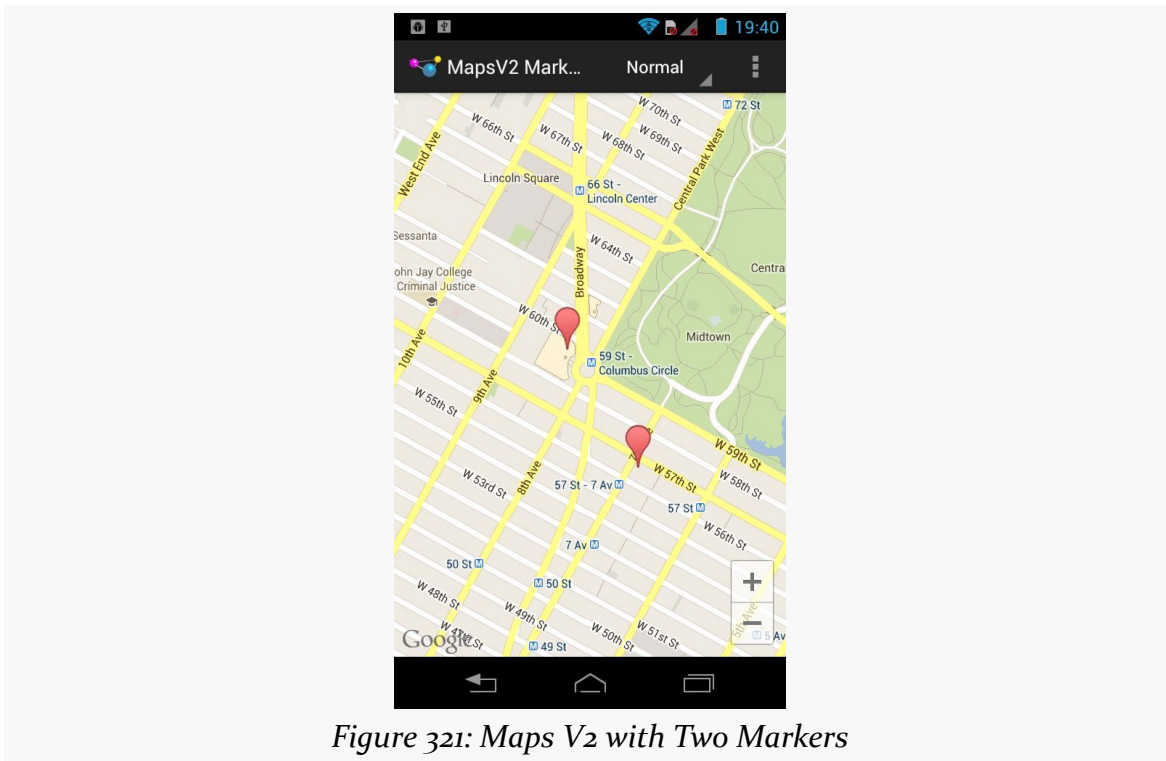 19:40
MapsV2 Mark...
Normal
W 70th St
72 St
W 66th St
W 67th St
W 69th St
W 68th St
West End Ave
Central Park West
Lincoln Square
66 St -
Lincoln Center
Sessanta
W 64th St
Broadway
ohn Jay College
Criminal Justice
Centra
W 60th St
Midtown
10th Ave
59 St -
Columbus Circle
9th Ave
W 55th St
W 59th St
W 57th St
W 58th St
8th Ave
W 53rd St
57 St - 7 Av
57 St
W 56th St
7 Av
50 St
50 St
W 48th St
W 49th St
5th Ave
W 50th St
W 51st St
5 Av
Google
49 St
Figure 321: Maps V2 with Two Markers